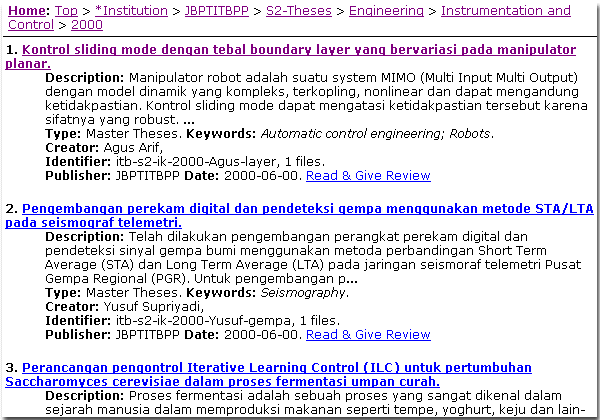 Home: Top > *Institution > JBPTITBPP > S2-Theses > Engineering > Instrumentation and
Control > 2000
1. Kontrol sliding mode dengan tebal boundary layer yang bervariasi pada manipulator
planar.
Description: Manipulator robot adalah suatu system MIMO (Multi Input Multi Output)
dengan model dinamik yang kompleks, terkopling, nonlinear dan dapat mengandung
ketidakpastian. Kontrol sliding mode dapat mengatasi ketidakpastian tersebut karena
sifatnya yang robust. ...
Type: Master Theses. Keywords: Automatic control engineering; Robots.
Creator: Agus Arif,
Identifier: itb-s2-ik-2000-Agus-layer, 1 files.
Publisher: JBPTITBPP Date: 2000-06-00. Read & Give Review
2. Pengembangan perekam digital dan pendeteksi gempa menggunakan metode STA/LTA
pada seismograf telemetri.
Description: Telah dilakukan pengembangan perangkat perekam digital dan
pendeteksi sinyal gempa bumi menggunakan metoda perbandingan Short Term
Average (STA) dan Long Term Average (LTA) pada jaringan seismoraf telemetri Pusat
Gempa Regional (PGR). Untuk pengembangan p...
Type: Master Theses. Keywords: Seismography.
Creator: Yusuf Supriyadi,
Identifier: itb-s2-ik-2000-Yusuf-gempa, 1 files.
Publisher: JBPTITBPP Date: 2000-06-00. Read & Give Review
3. Perancangan pengontrol Iterative Learning Control (ILC) untuk pertumbuhan
Saccharomyces cerevisiae dalam proses fermentasi umpan curah.
Description: Proses fermentasi adalah sebuah proses yang sangat dikenal dalam
sejarah manusia dalam memproduksi makanan seperti tempe, yoghurt, keju dan lain-